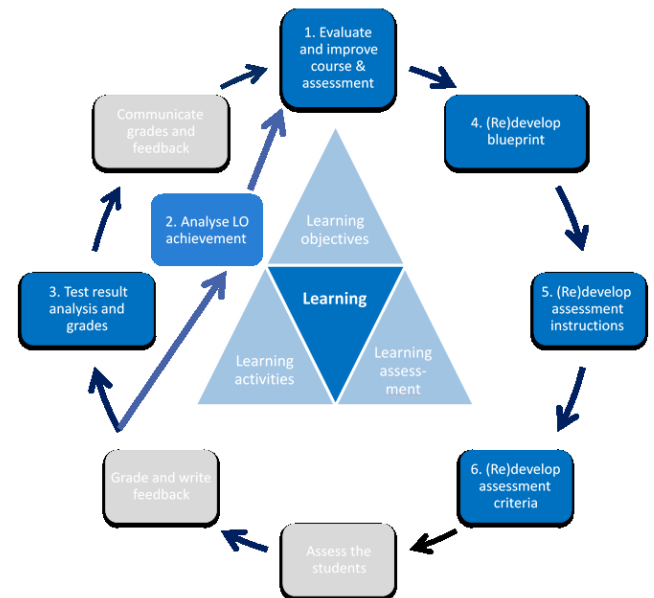 1. Evaluate
and improve
course &
assessment
4. (Re)develop
blueprint
5. (Re)develop
assessment
instructions
6. (Re)develop
assessment
criteria
Assess the
students
Grade and write
feedback
3. Test result
analysis and
grades
Communicate
grades and
feedback
2. Analyse LO
achievement
Learning
objectives
Learning
Learning
activities
Learning
assess-
ment